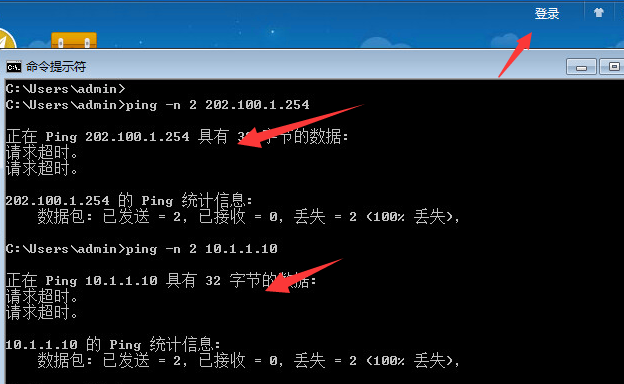 登录
命令提示符
C:\Users\admin>
C:\Users\admin>ping -n 2 202.100.1.254
正在 Ping 202.100.1.254 具有 字节的数据:
请求超时。
请求超时。
202.100.1.254 的 Ping 统计信息:
数据包: 已发送 = 2, 已接收 = 0, 丢失 = 2 (100% 丢失),
C:\Users\admin>ping -n 2 10.1.1.10
正在 Ping 10.1.1.10 具有 32 字节的数据:
请求超时。
请求超时。
10.1.1.10 的 Ping 统计信息:
数据包: 已发送 = 2, 已接收 = 0, 丢失 = 2 (100% 丢失),